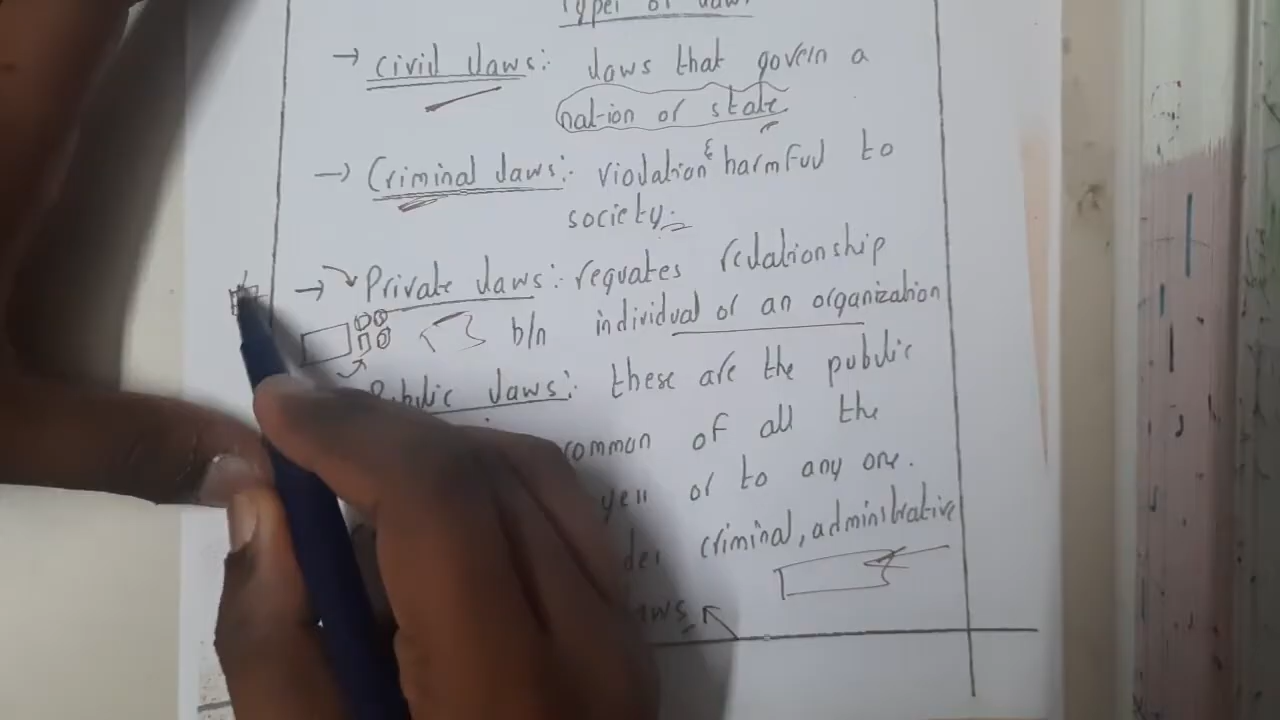 Types of Laws
→ Civil Laws: Laws that govern a
nation or state
→ Criminal Laws: violation & harmful to
society.
→ Private Laws: reguates relationship
b/n individual or an organization
Public Laws: these are the public
common of all the
or to any one.
criminal, administrative